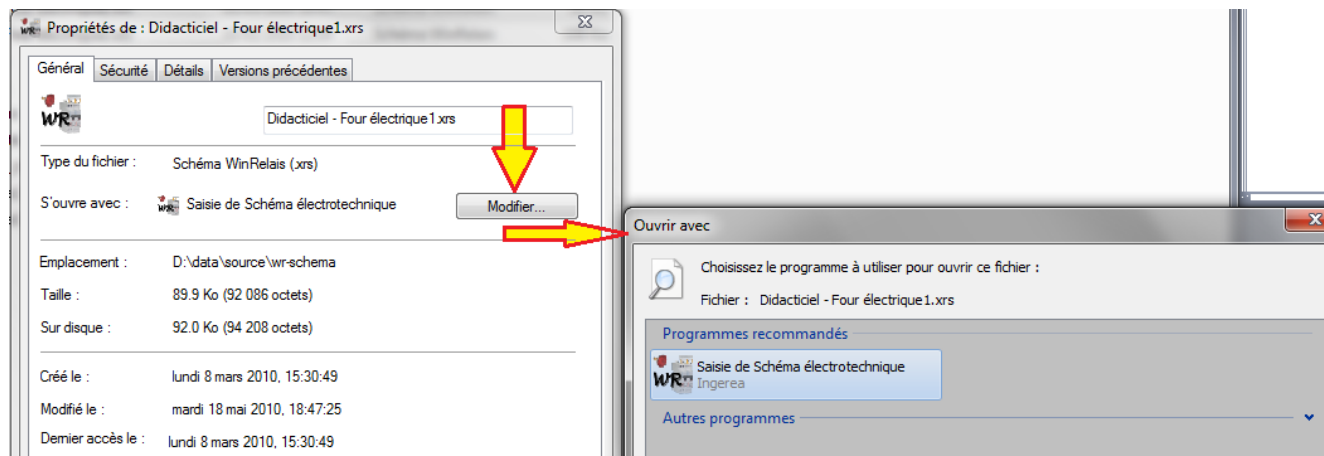 Propriétés de : Didacticiel - Four électrique1.xrs
Général Sécurité Détails Versions précédentes
WR
Didacticiel - Four électrique1.xrs
Type du fichier : Schéma WinRelais (.xrs)
S'ouvre avec : WR Saisie de Schéma électrotechnique Modifier...
Emplacement : D:\data\source\wr-schema
Taille : 89.9 Ko (92 086 octets)
Sur disque : 92.0 Ko (94 208 octets)
Créé le : lundi 8 mars 2010, 15:30:49
Modifié le : mardi 18 mai 2010, 18:47:25
Dernier accès le : lundi 8 mars 2010, 15:30:49
Ouvrir avec
Choisissez le programme à utiliser pour ouvrir ce fichier :
Fichier : Didacticiel - Four électrique1.xrs
Programmes recommandés
WR Saisie de Schéma électrotechnique
Ingerea
Autres programmes